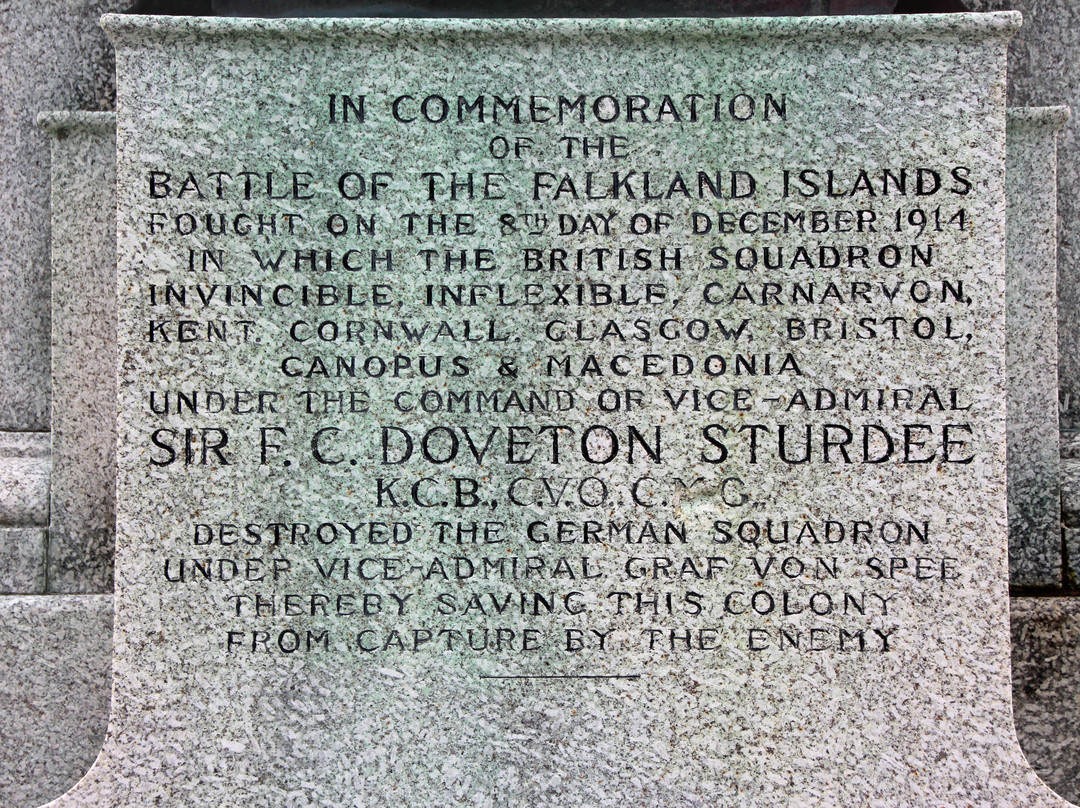 IN COMMEMORATION
OF THE
BATTLE OF THE FALKLAND ISLANDS
FOUGHT ON THE 8TH DAY OF DECEMBER 1914
IN WHICH THE BRITISH SQUADRON
INVINCIBLE, INFLEXIBLE, CARNARVON,
KENT, CORNWALL, GLASGOW, BRISTOL,
CANOPUS & MACEDONIA
UNDER THE COMMAND OF VICE-ADMIRAL
SIR F. C. DOVETON STURDEE
K.C.B., C.V.O. C.M.G.,
DESTROYED THE GERMAN SQUADRON
UNDER VICE-ADMIRAL GRAF VON SPEE
THEREBY SAVING THIS COLONY
FROM CAPTURE BY THE ENEMY